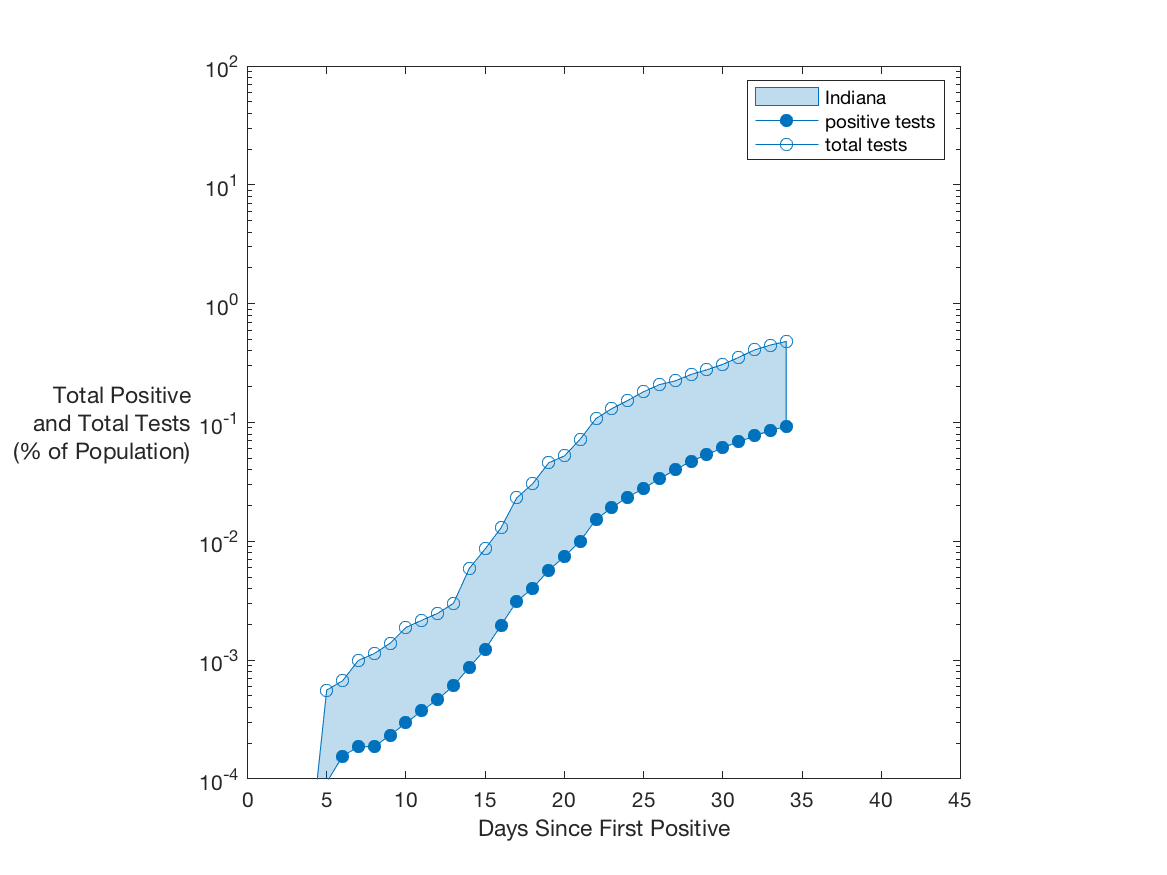 10^2
10^1
10^0
10^-1
10^-2
10^-3
10^-4
Total Positive
and Total Tests
(% of Population)
Indiana
positive tests
total tests
0 5 10 15 20 25 30 35 40 45
Days Since First Positive